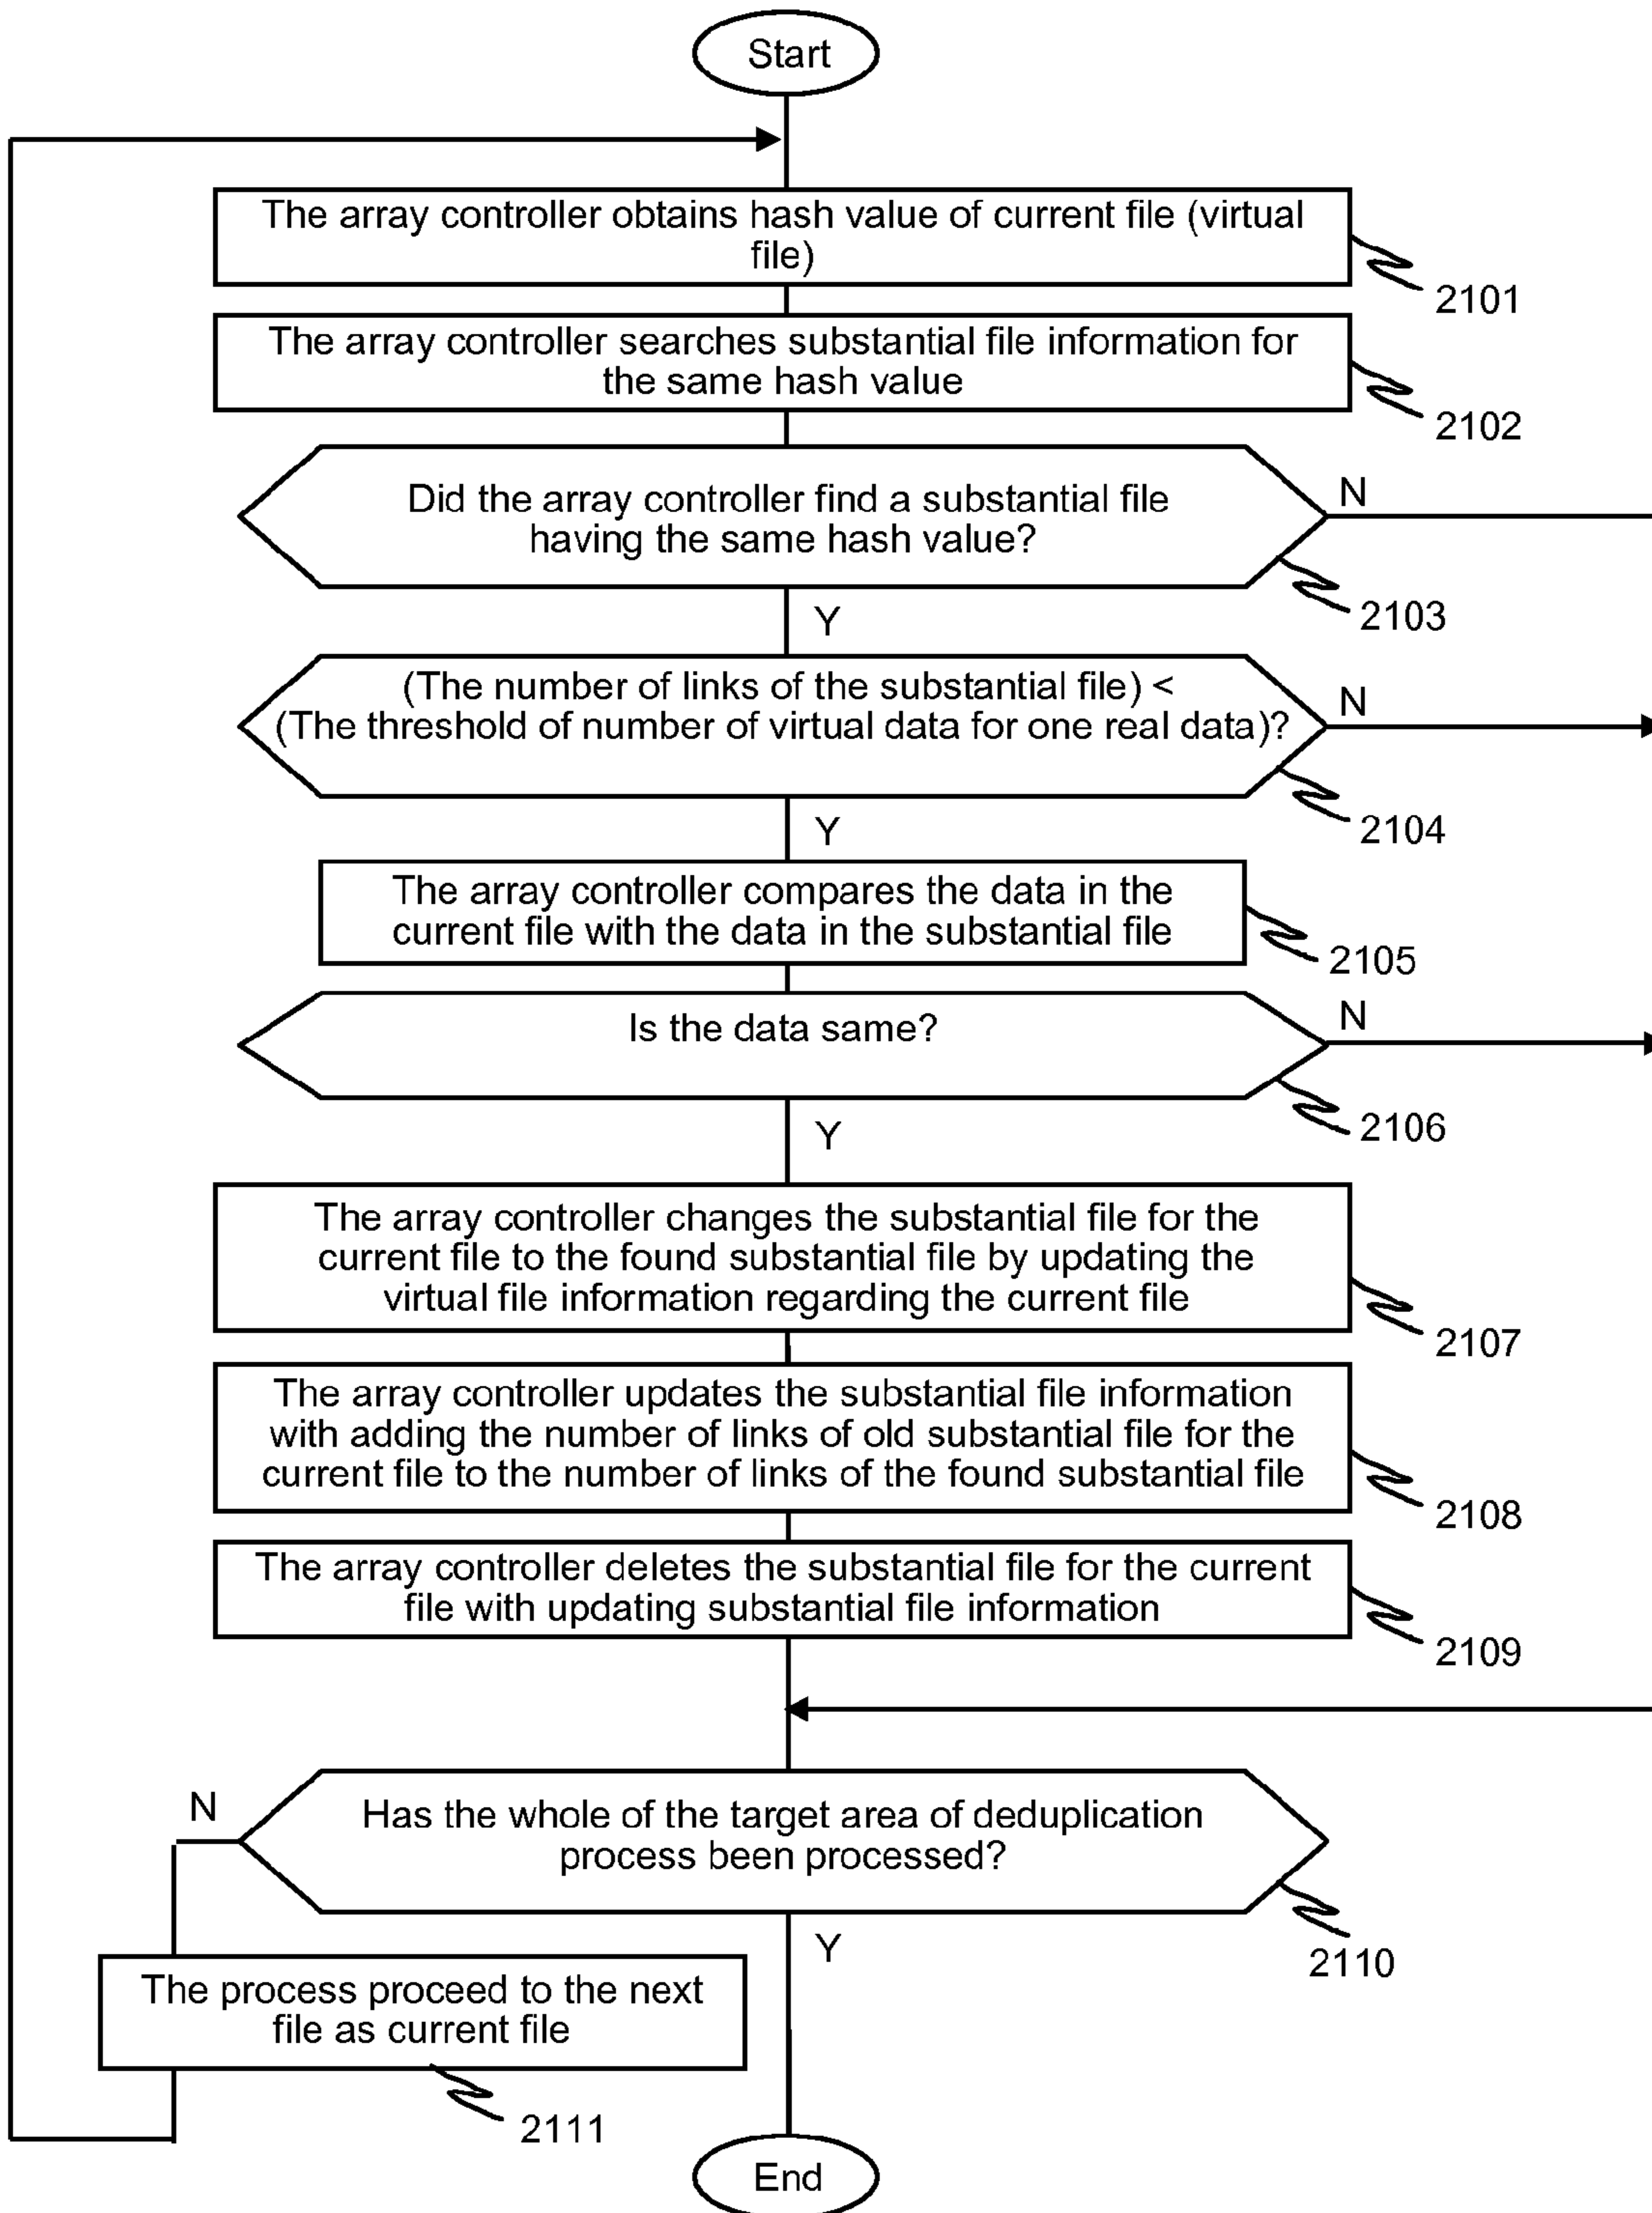 Start
The array controller obtains hash value of current file (virtual
file)
2101
The array controller searches substantial file information for
the same hash value
2102
Did the array controller find a substantial file
having the same hash value?
N
2103
Y
(The number of links of the substantial file) <
(The threshold of number of virtual data for one real data)?
N
2104
Y
The array controller compares the data in the
current file with the data in the substantial file
2105
Is the data same?
N
2106
Y
The array controller changes the substantial file for the
current file to the found substantial file by updating the
virtual file information regarding the current file
2107
The array controller updates the substantial file information
with adding the number of links of old substantial file for the
current file to the number of links of the found substantial file
2108
The array controller deletes the substantial file for the current
file with updating substantial file information
2109
N
Has the whole of the target area of deduplication
process been processed?
2110
Y
The process proceed to the next
file as current file
2111
End